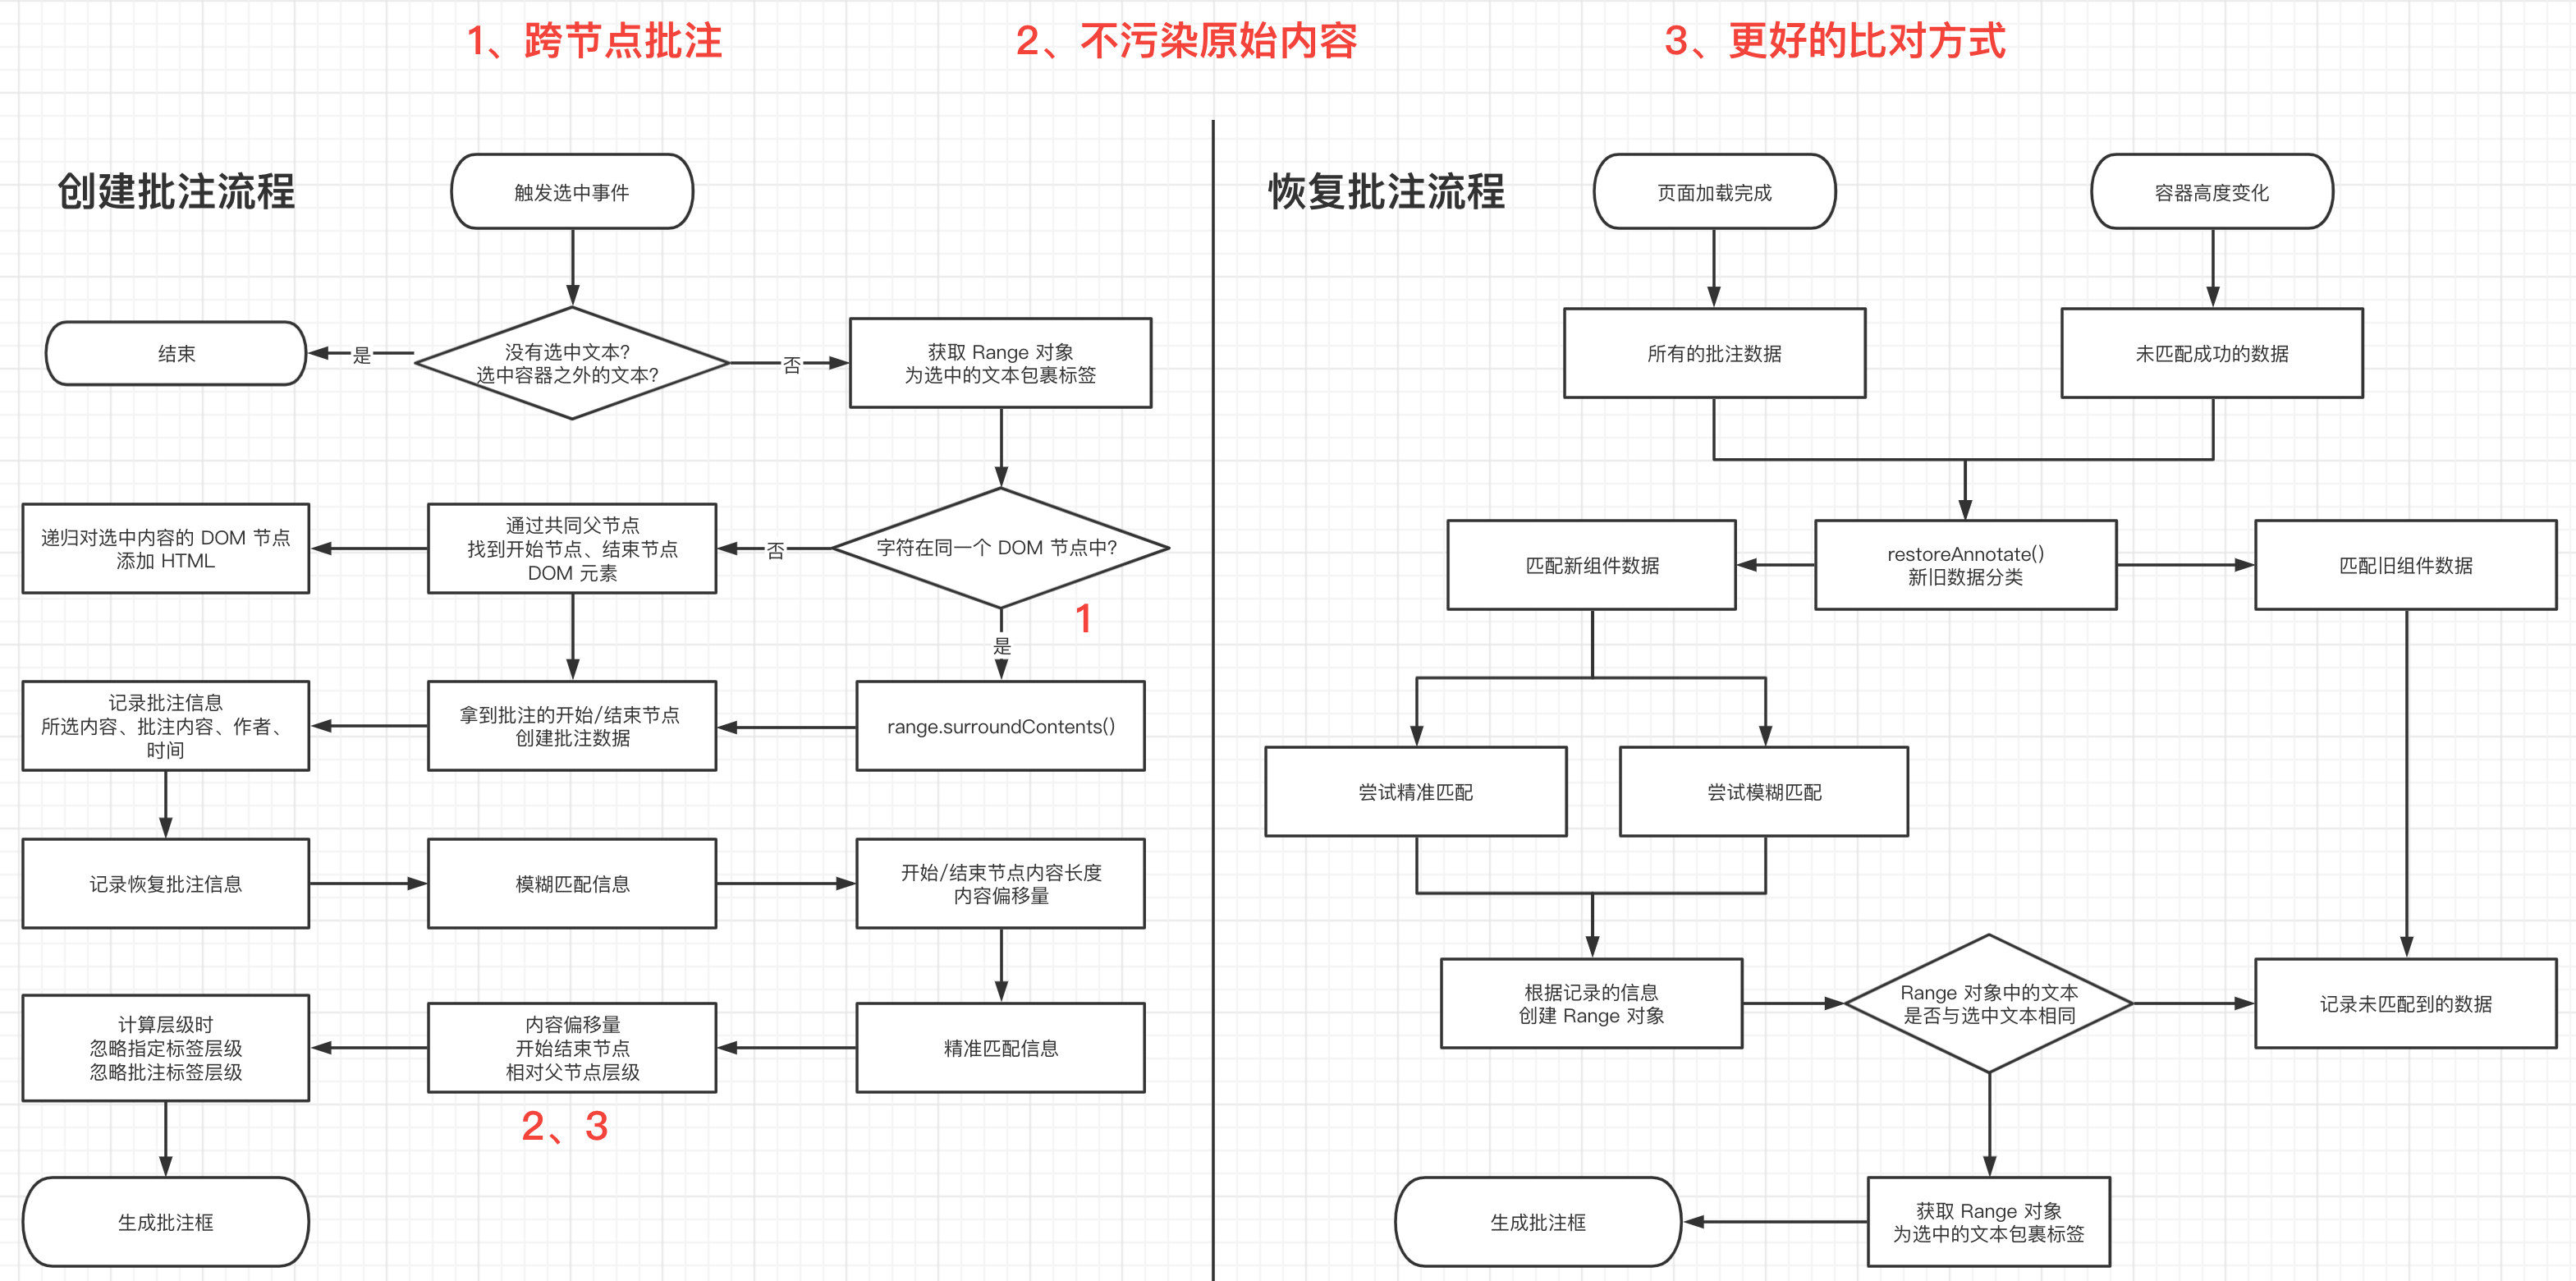 1、跨节点批注
2、不污染原始内容
3、更好的比对方式
创建批注流程
触发选中事件
没有选中文本?
选中容器之外的文本?
是
结束
否
获取 Range 对象
为选中的文本包裹标签
字符在同一个 DOM 节点中?
否
通过共同父节点
找到开始节点、结束节点
DOM 元素
递归对选中内容的 DOM 节点
添加 HTML
1
是
range.surroundContents()
拿到批注的开始/结束节点
创建批注数据
记录批注信息
所选内容、批注内容、作者、
时间
记录恢复批注信息
模糊匹配信息
开始/结束节点内容长度
内容偏移量
精准匹配信息
内容偏移量
开始结束节点
相对父节点层级
2、3
计算层级时
忽略指定标签层级
忽略批注标签层级
生成批注框
恢复批注流程
页面加载完成
容器高度变化
所有的批注数据
未匹配成功的数据
restoreAnnotate()
新旧数据分类
匹配新组件数据
匹配旧组件数据
尝试精准匹配
尝试模糊匹配
根据记录的信息
创建 Range 对象
Range 对象中的文本
是否与选中文本相同
记录未匹配到的数据
获取 Range 对象
为选中的文本包裹标签
生成批注框